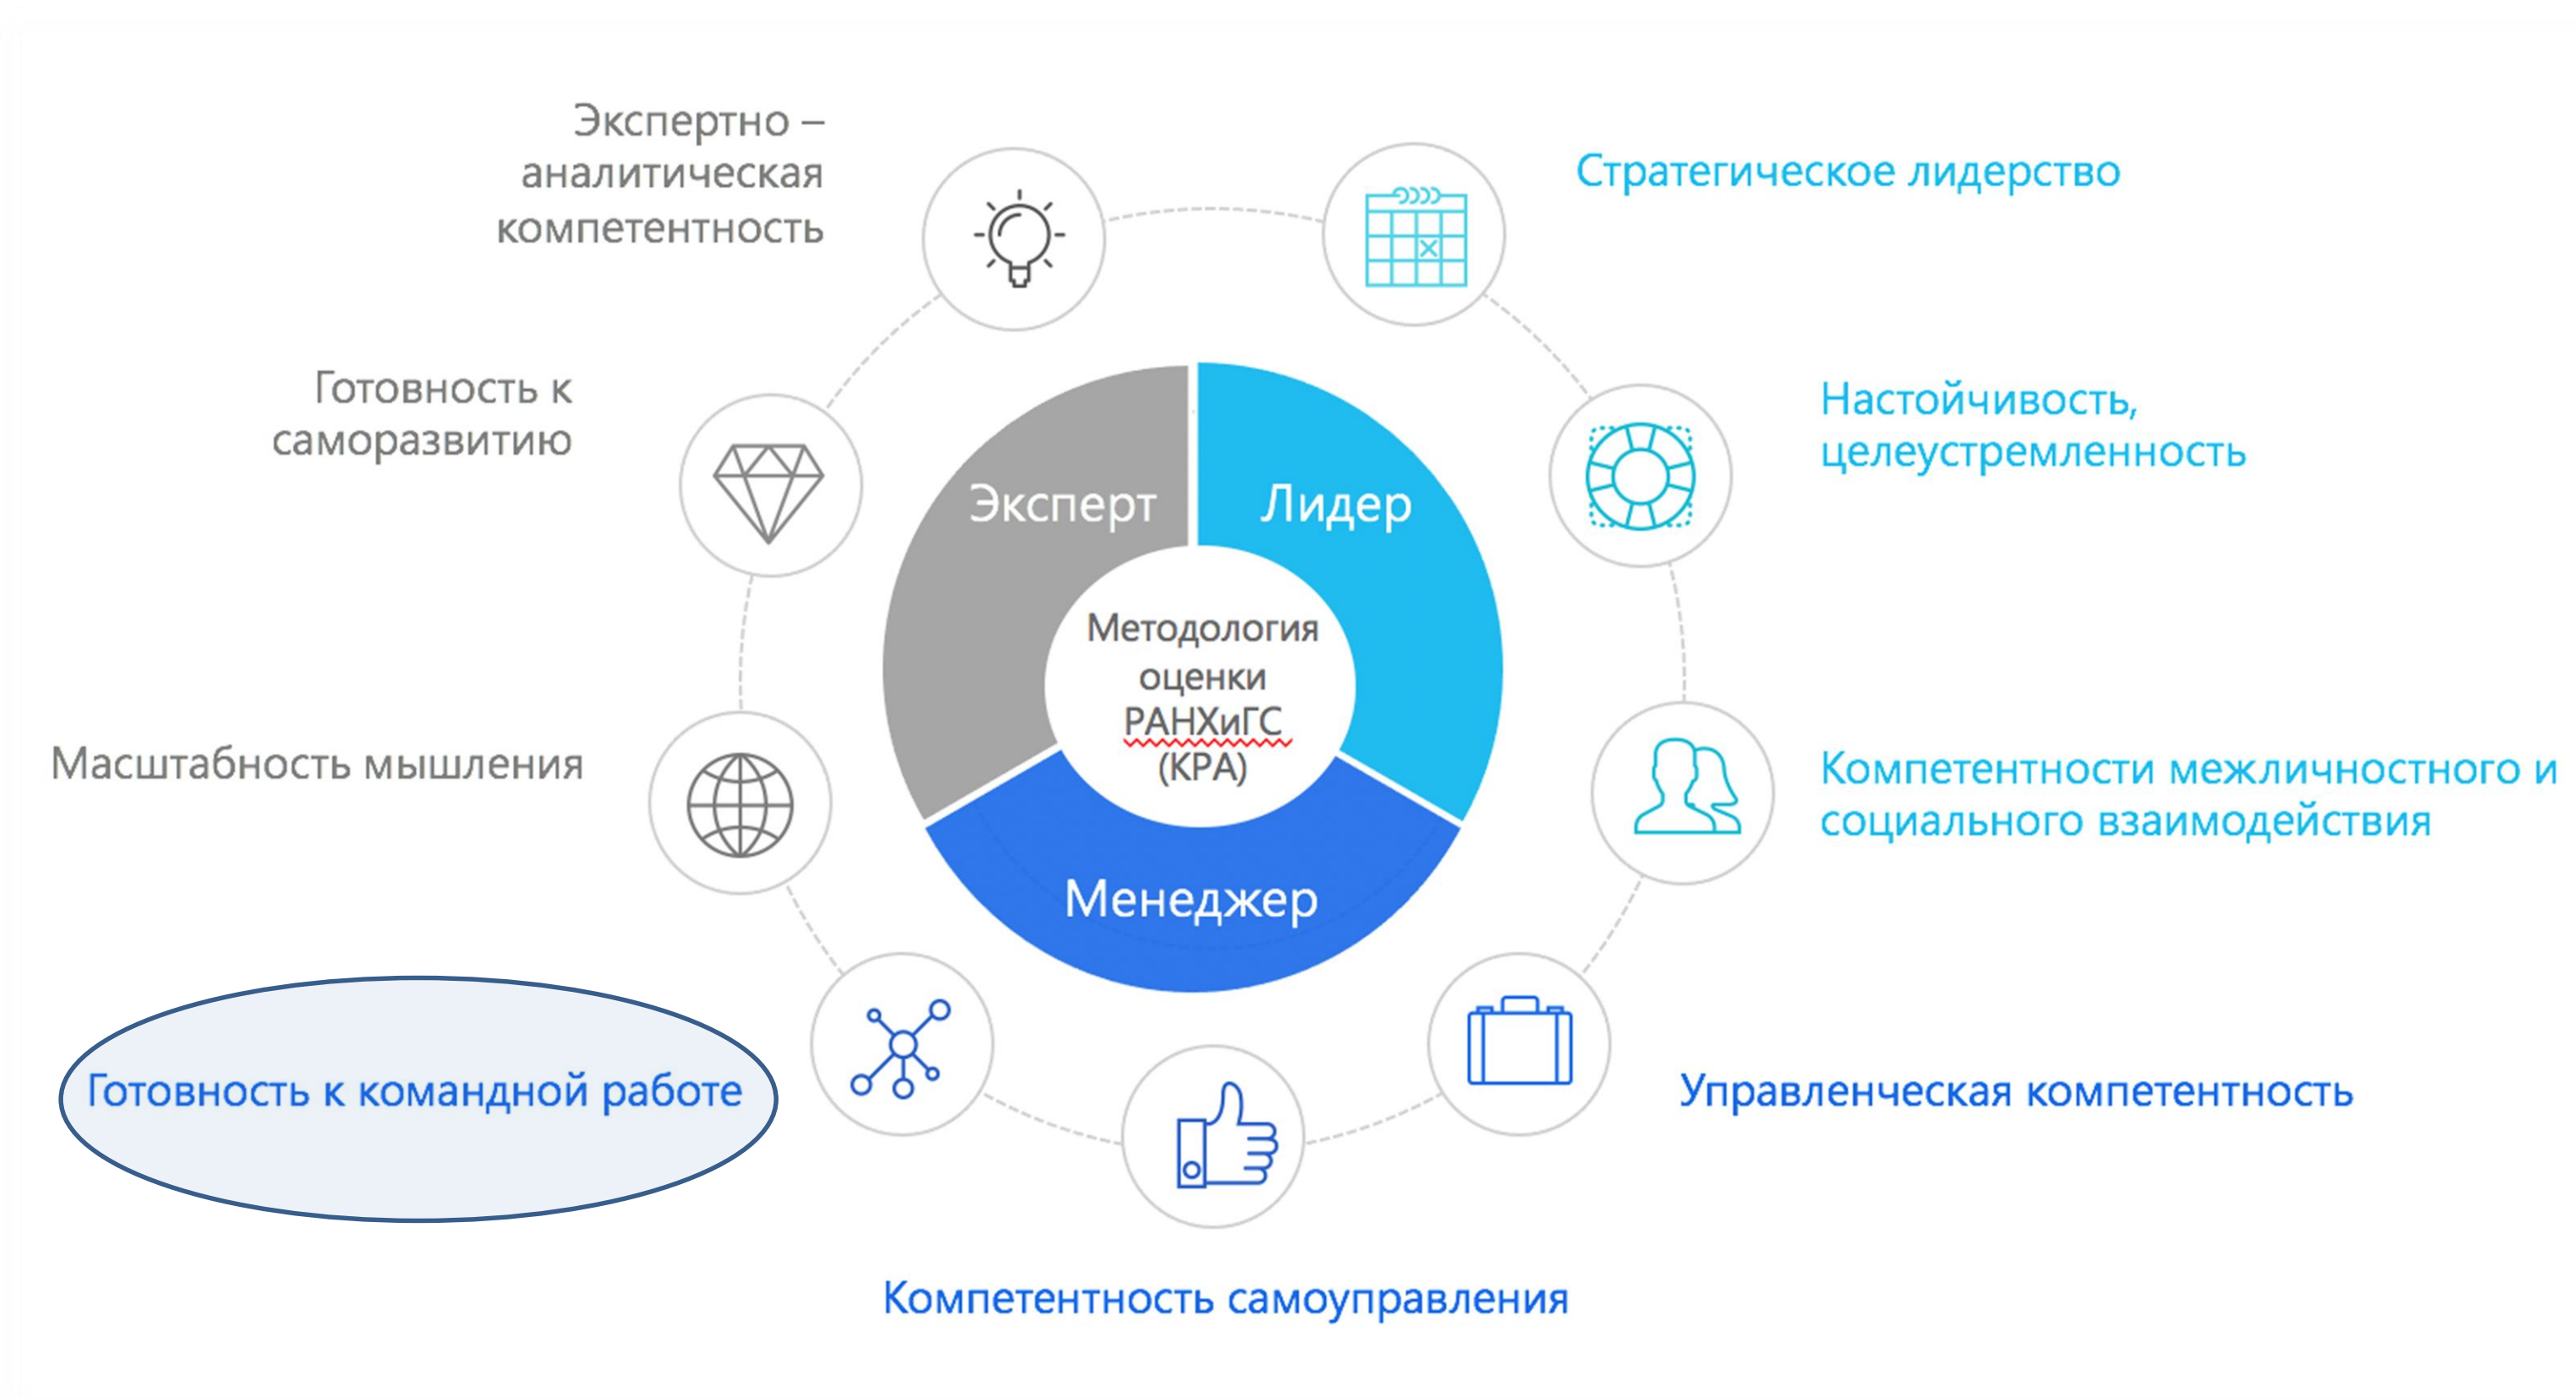 Экспертно –
аналитическая
компетентность
Стратегическое лидерство
Готовность к
саморазвитию
Настойчивость,
целеустремленность
Эксперт
Лидер
Методология
оценки
РАНХиГС
(КРА)
Масштабность мышления
Компетентности межличностного и
социального взаимодействия
Менеджер
Готовность к командной работе
Управленческая компетентность
Компетентность самоуправления